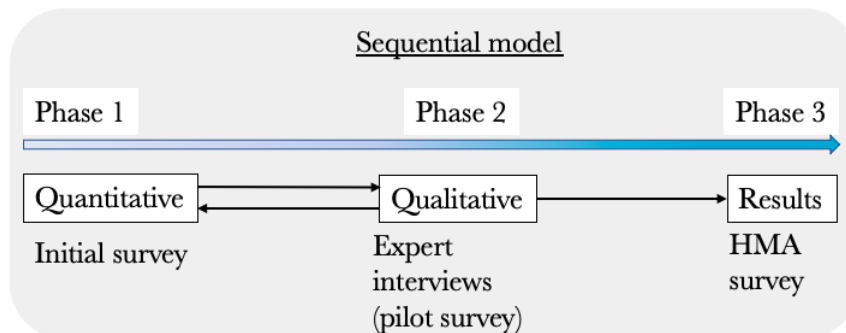 Sequential model
Phase 1
Phase 2
Phase 3
Quantitative
Qualitative
Results
Initial survey
Expert
interviews
(pilot survey)
HMA
survey